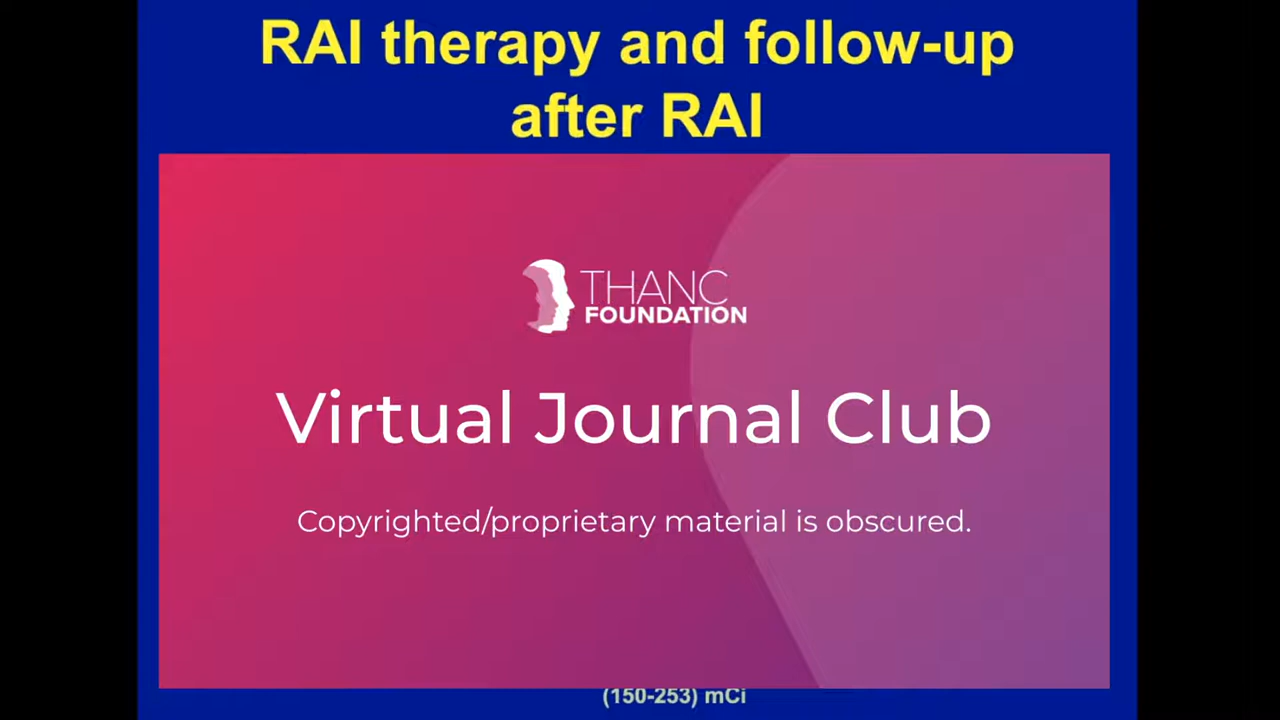 RAI therapy and follow-up
after RAI
THANC
FOUNDATION
Virtual Journal Club
Copyrighted/proprietary material is obscured.
(150-253) mCi